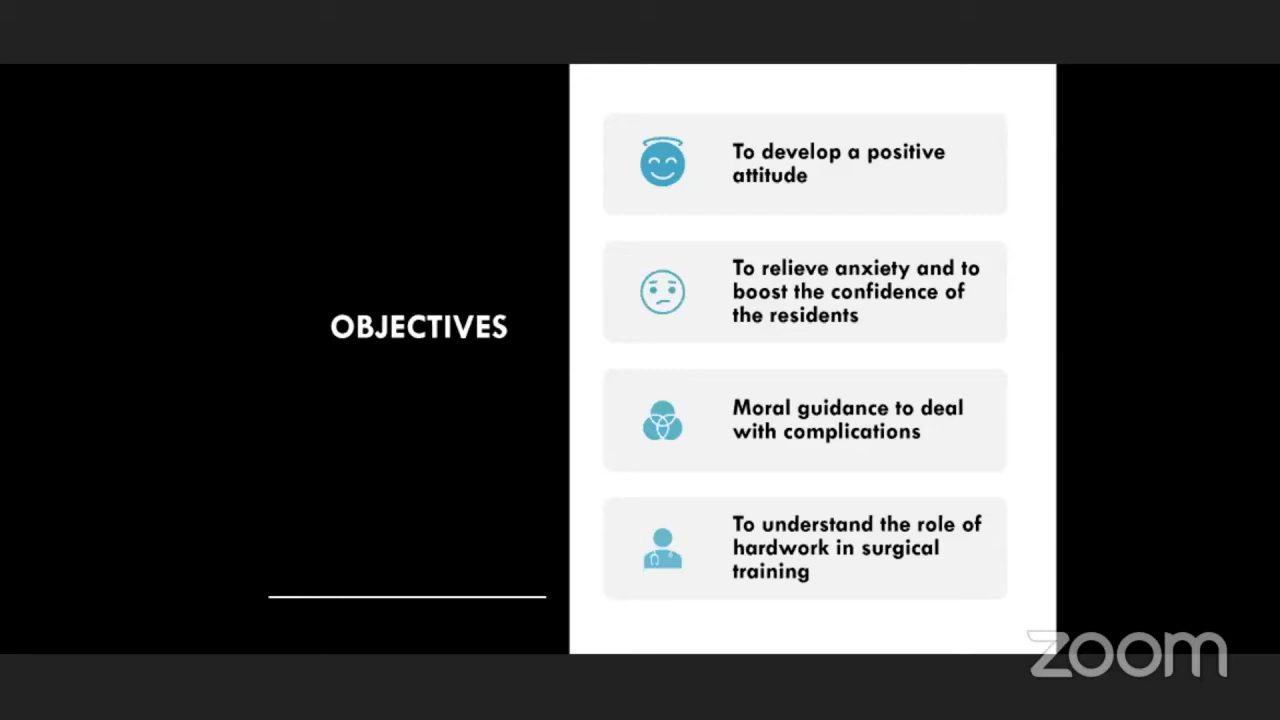 OBJECTIVES
To develop a positive
attitude
To relieve anxiety and to
boost the confidence of
the residents
Moral guidance to deal
with complications
To understand the role of
hardwork in surgical
training
zoom